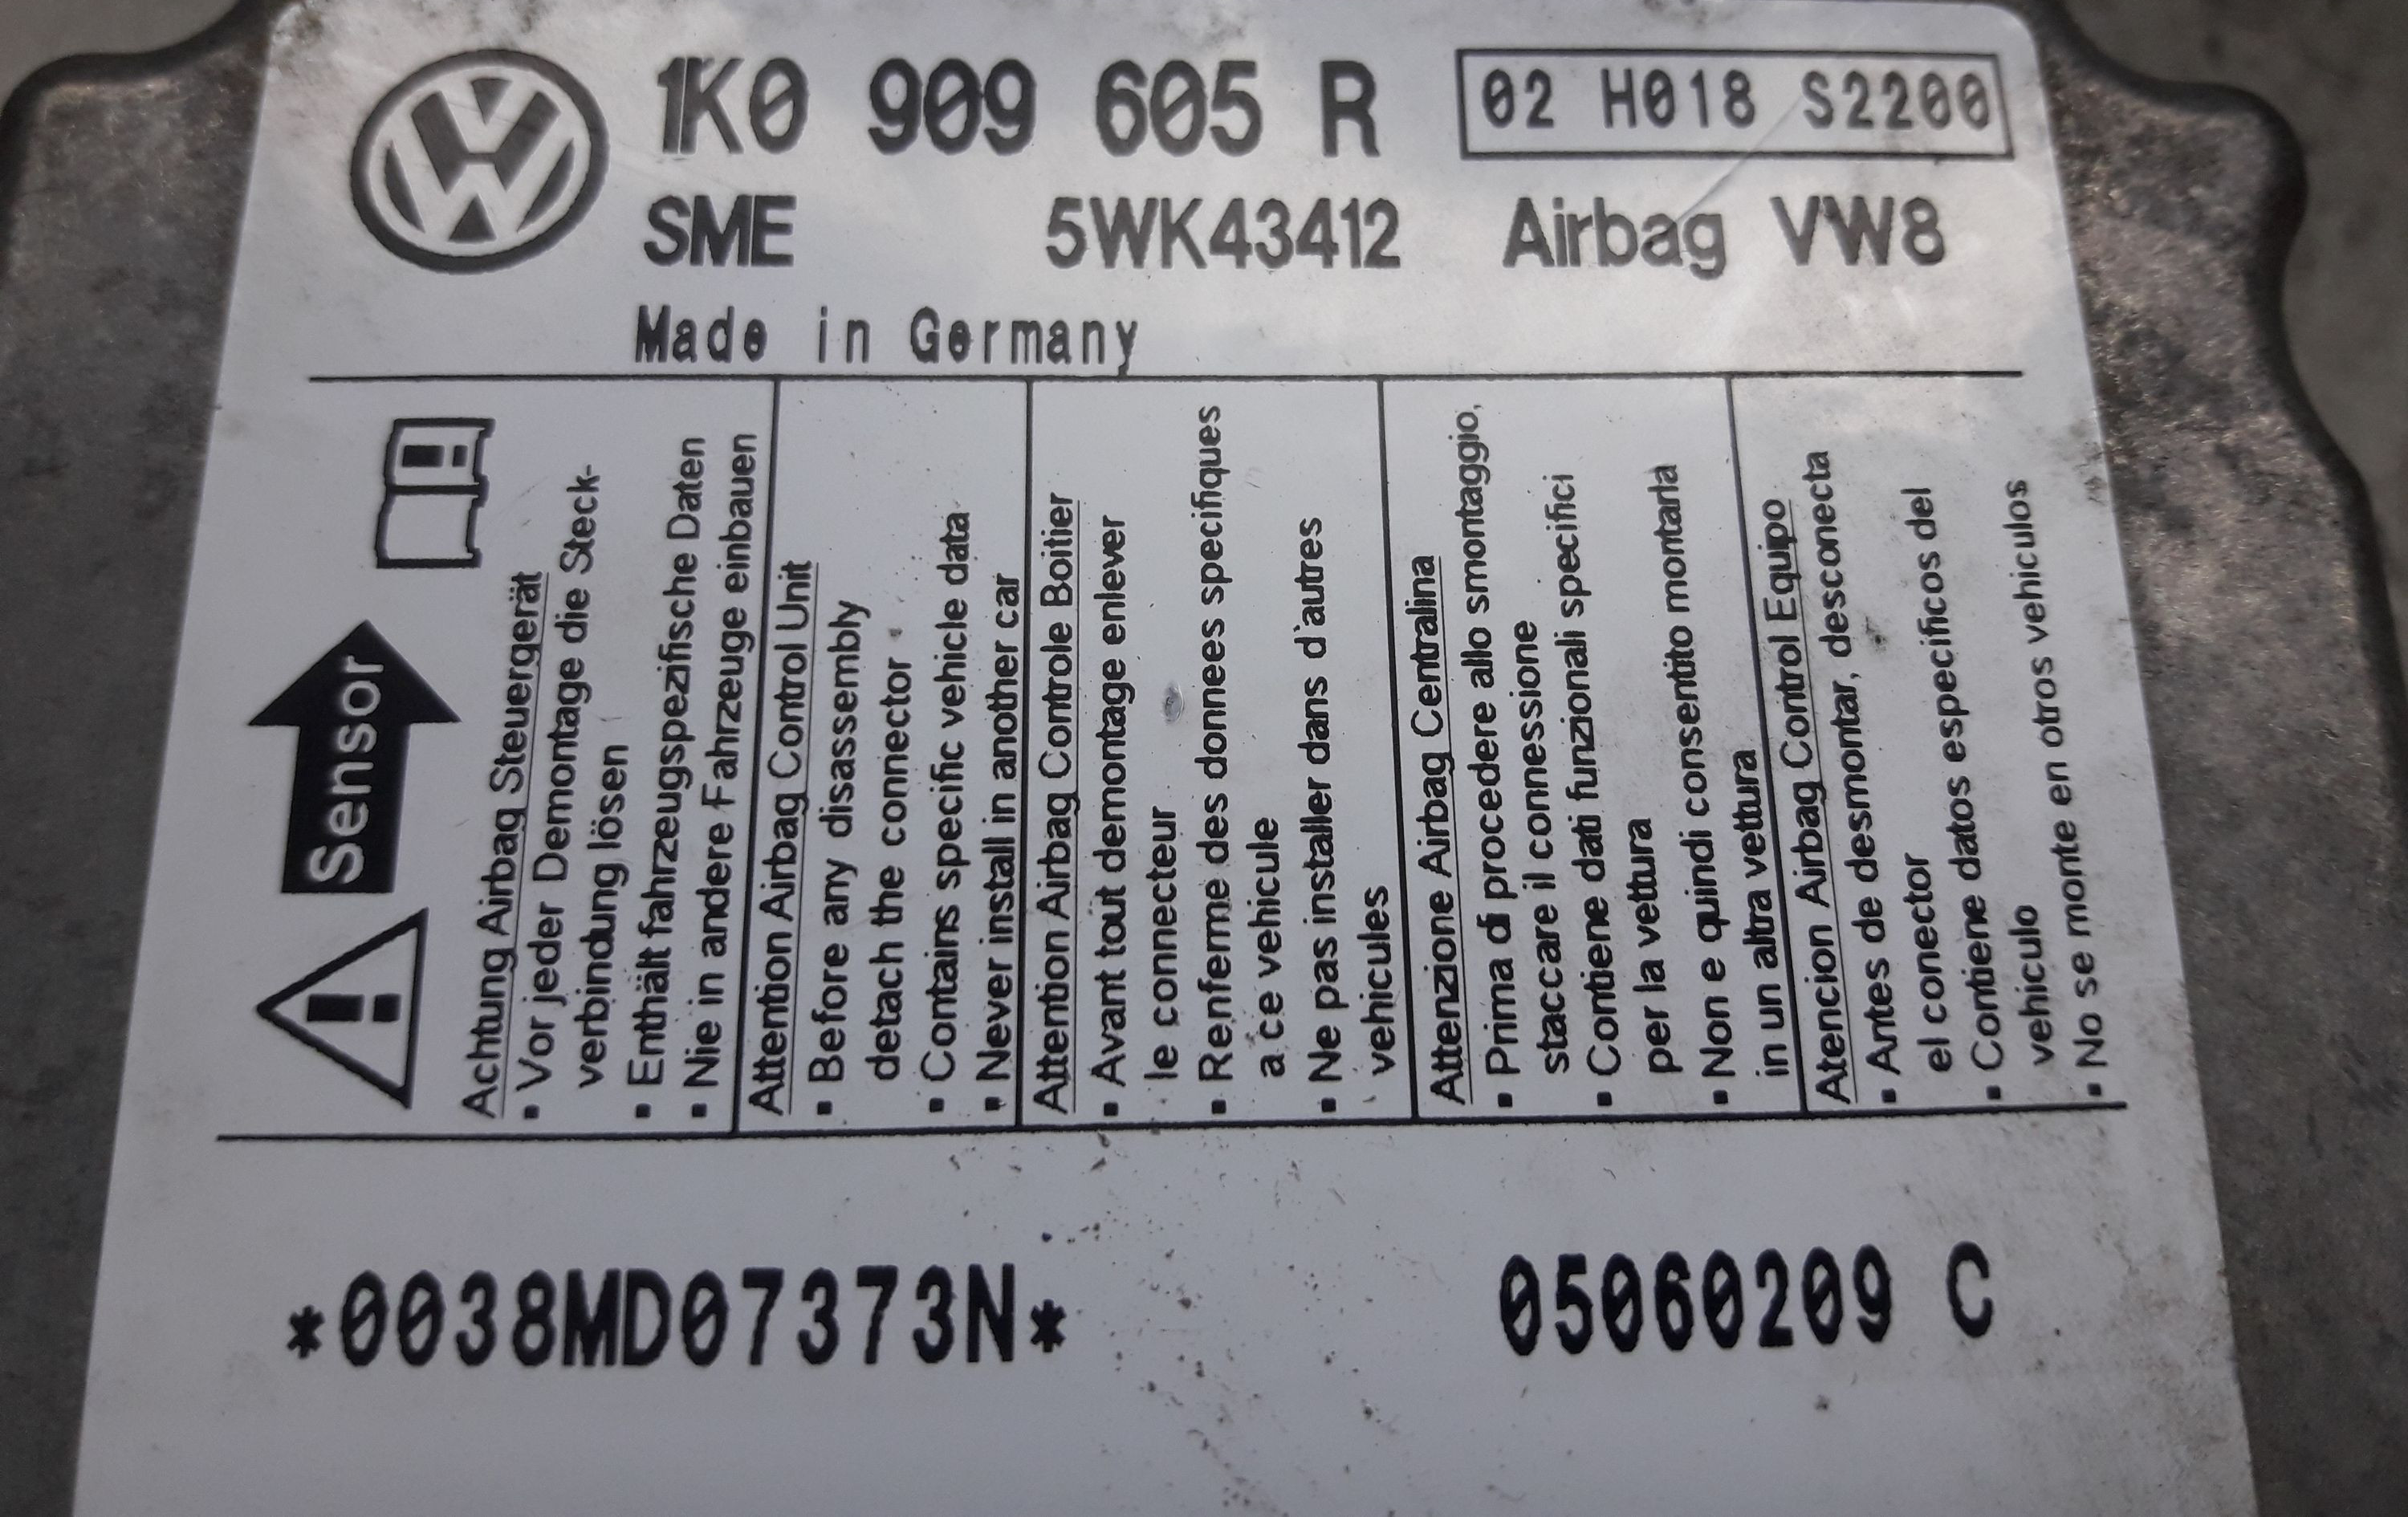 1K0 909 605 R
02 H018 S2200
SME 5WK43412 Airbag VW8
Made in Germany
Sensor
Achtung Airbag Steuergerät
• Vor jeder Demontage die Steck-
verbindung lösen
• Enthält fahrzeugspezifische Daten
• Nie in andere Fahrzeuge einbauen
Attention Airbag Control Unit
• Before any disassembly
detach the connector
• Contains specific vehicle data
• Never install in another car
Attention Airbag Controle Boitier
• Avant tout demontage enlever
le connecteur
• Renferme des donnees specifiques
a ce vehicule
• Ne pas installer dans d'autres
vehicules
Attenzione Airbag Centralina
• Prima di procedere allo smontaggio,
staccare il connessione
• Contiene dati funzionali specifici
per la vettura
• Non e quindi consentito montarla
in un altra vettura
Atencion Airbag Control Equipo
• Antes de desmontar, desconecta
el conector
• Contiene datos especificos del
vehiculo
• No se monte en otros vehiculos
*0038MD07373N* 05060209 C